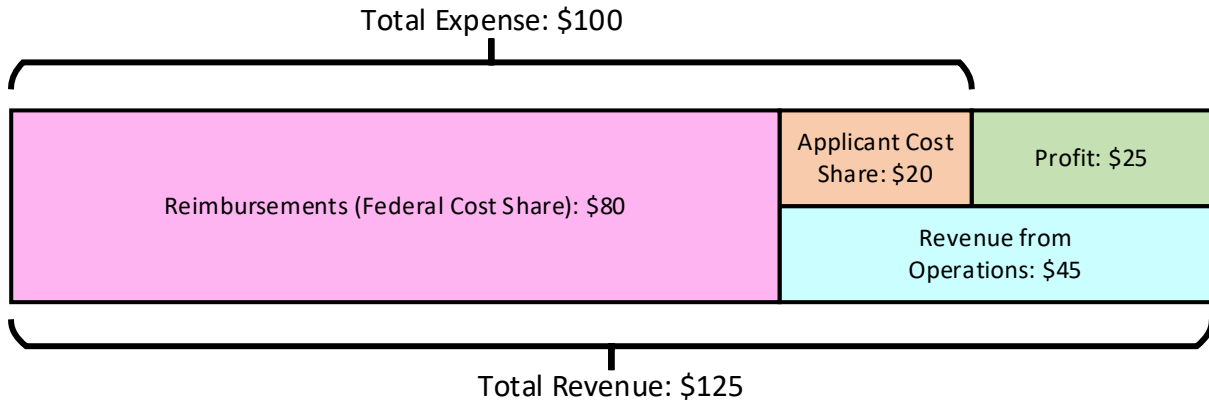 Total Expense: $100
Applicant Cost
Share: $20
Profit: $25
Reimbursements (Federal Cost Share): $80
Revenue from
Operations: $45
Total Revenue: $125